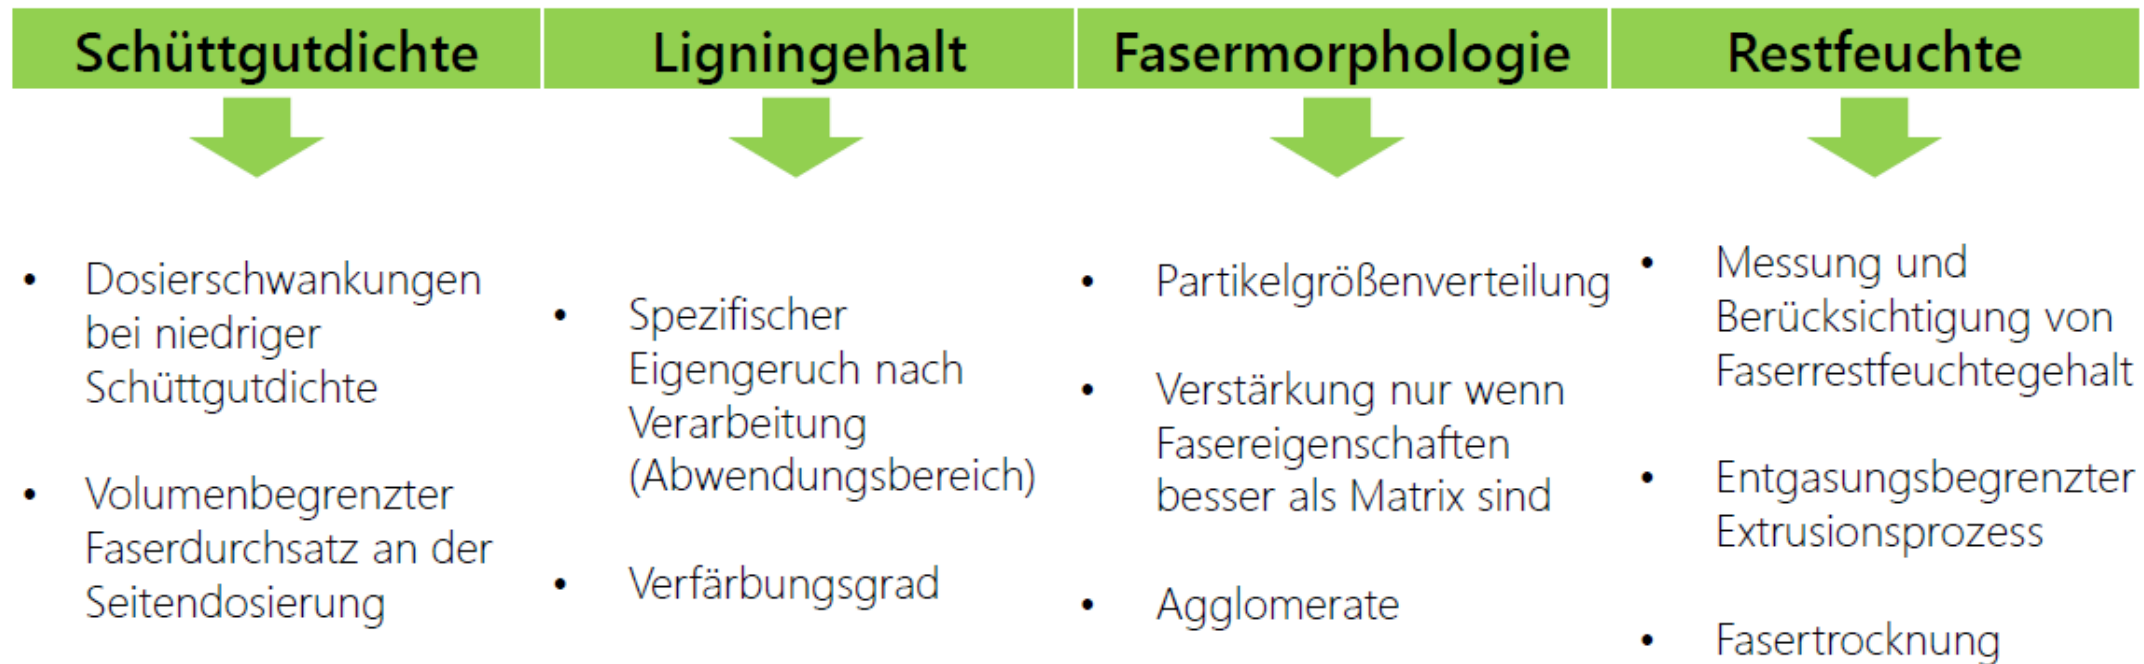 Schüttgutdichte
Ligningehalt
Fasermorphologie
Restfeuchte
• Dosierschwankungen
bei niedriger
Schüttgutdichte
• Volumenbegrenzter
Faserdurchsatz an der
Seitendosierung
• Spezifischer
Eigengeruch nach
Verarbeitung
(Abwendungsbereich)
• Verfärbungsgrad
• Partikelgrößenverteilung
• Verstärkung nur wenn
Fasereigenschaften
besser als Matrix sind
• Agglomerate
• Messung und
Berücksichtigung von
Faserrestfeuchtegehalt
• Entgasungsbegrenzter
Extrusionsprozess
• Fasertrocknung